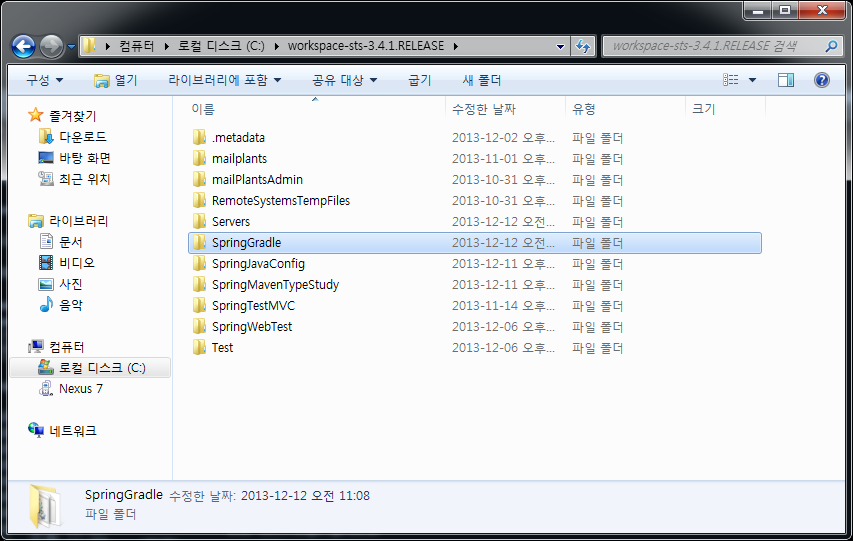 컴퓨터 로컬 디스크 (C:) workspace-sts-3.4.1.RELEASE workspace-sts-3.4.1.RELEASE 검색
구성 열기 라이브러리에 포함 공유 대상 굽기 새 폴더
즐겨찾기
다운로드
바탕 화면
최근 위치
라이브러리
문서
비디오
사진
음악
컴퓨터
로컬 디스크 (C:)
Nexus 7
네트워크
이름 수정한 날짜 유형 크기
.metadata 2013-12-02 오후... 파일 폴더
mailplants 2013-11-01 오후... 파일 폴더
mailPlantsAdmin 2013-10-31 오후... 파일 폴더
RemoteSystemsTempFiles 2013-10-31 오후... 파일 폴더
Servers 2013-12-12 오전... 파일 폴더
SpringGradle 2013-12-12 오전... 파일 폴더
SpringJavaConfig 2013-12-11 오후... 파일 폴더
SpringMavenTypeStudy 2013-12-11 오후... 파일 폴더
SpringTestMVC 2013-11-14 오후... 파일 폴더
SpringWebTest 2013-12-06 오후... 파일 폴더
Test 2013-12-06 오후... 파일 폴더
SpringGradle 수정한 날짜: 2013-12-12 오전 11:08
파일 폴더